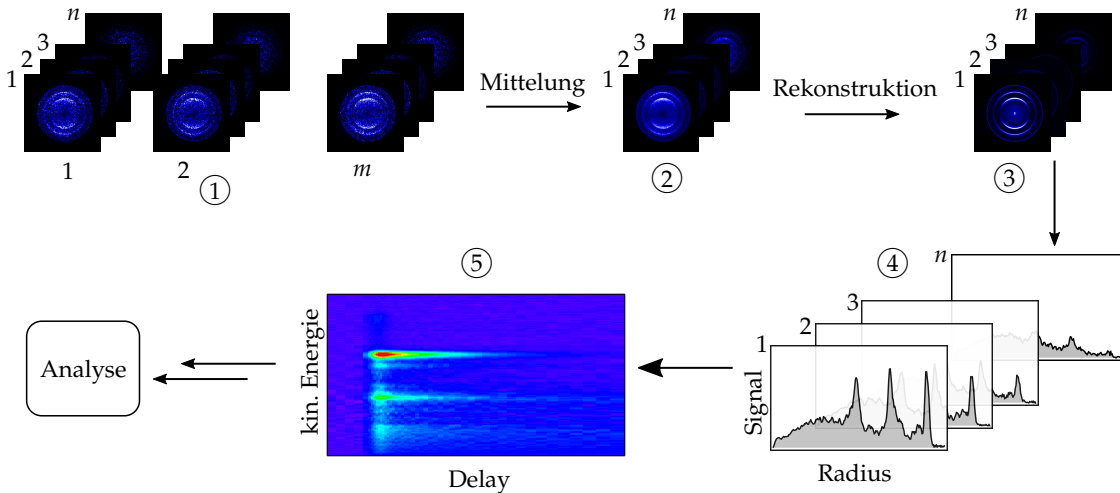 n
3
2
1
1
2
①
m
Mittelung
n
3
2
1
②
Rekonstruktion
n
3
2
1
③
④
n
3
2
1
Signal
Radius
⑤
kin. Energie
Delay
Analyse